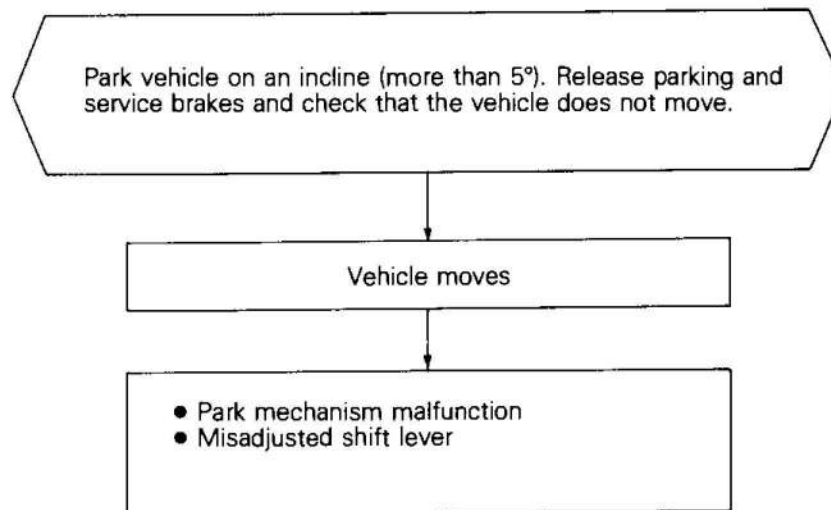 Park vehicle on an incline (more than 5°). Release parking and
service brakes and check that the vehicle does not move.
Vehicle moves
● Park mechanism malfunction
● Misadjusted shift lever